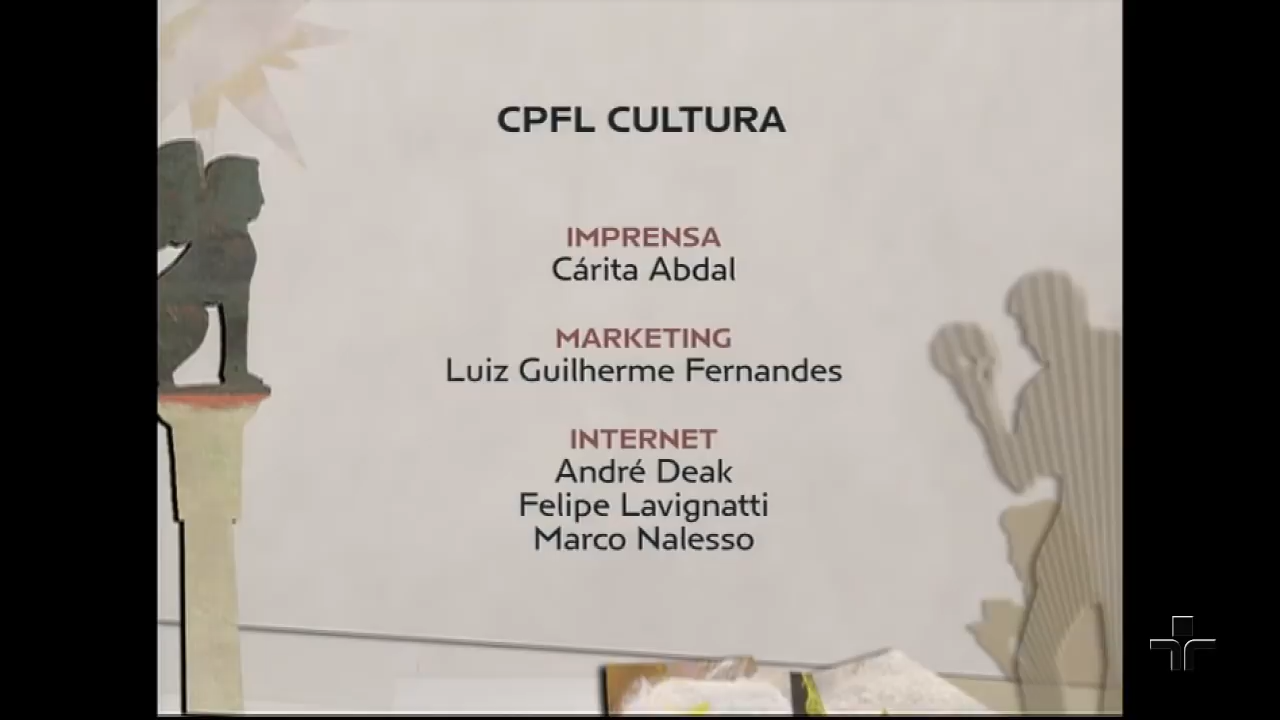 CPFL CULTURA
IMPRENSA
Cárita Abdal
MARKETING
Luiz Guilherme Fernandes
INTERNET
André Deak
Felipe Lavignatti
Marco Nalesso